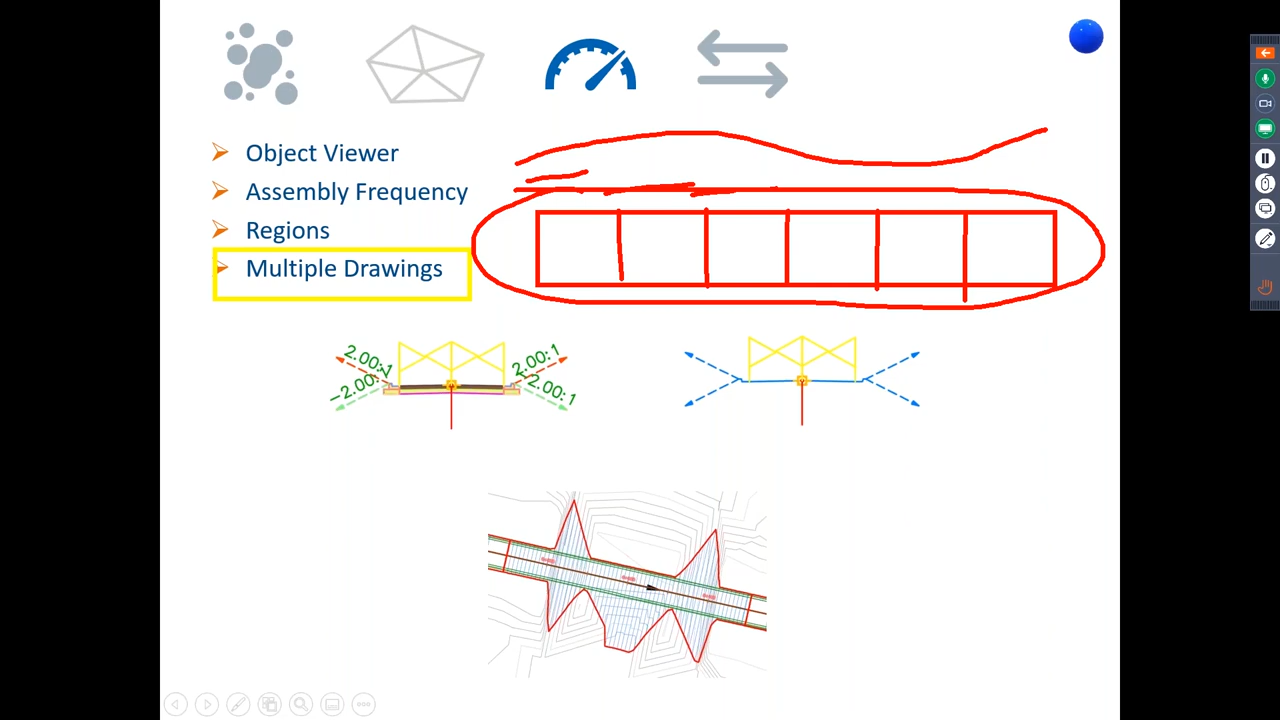 Object Viewer
Assembly Frequency
Regions
Multiple Drawings
2.00:1
2.00:1
-2.00:1
-2.00:1